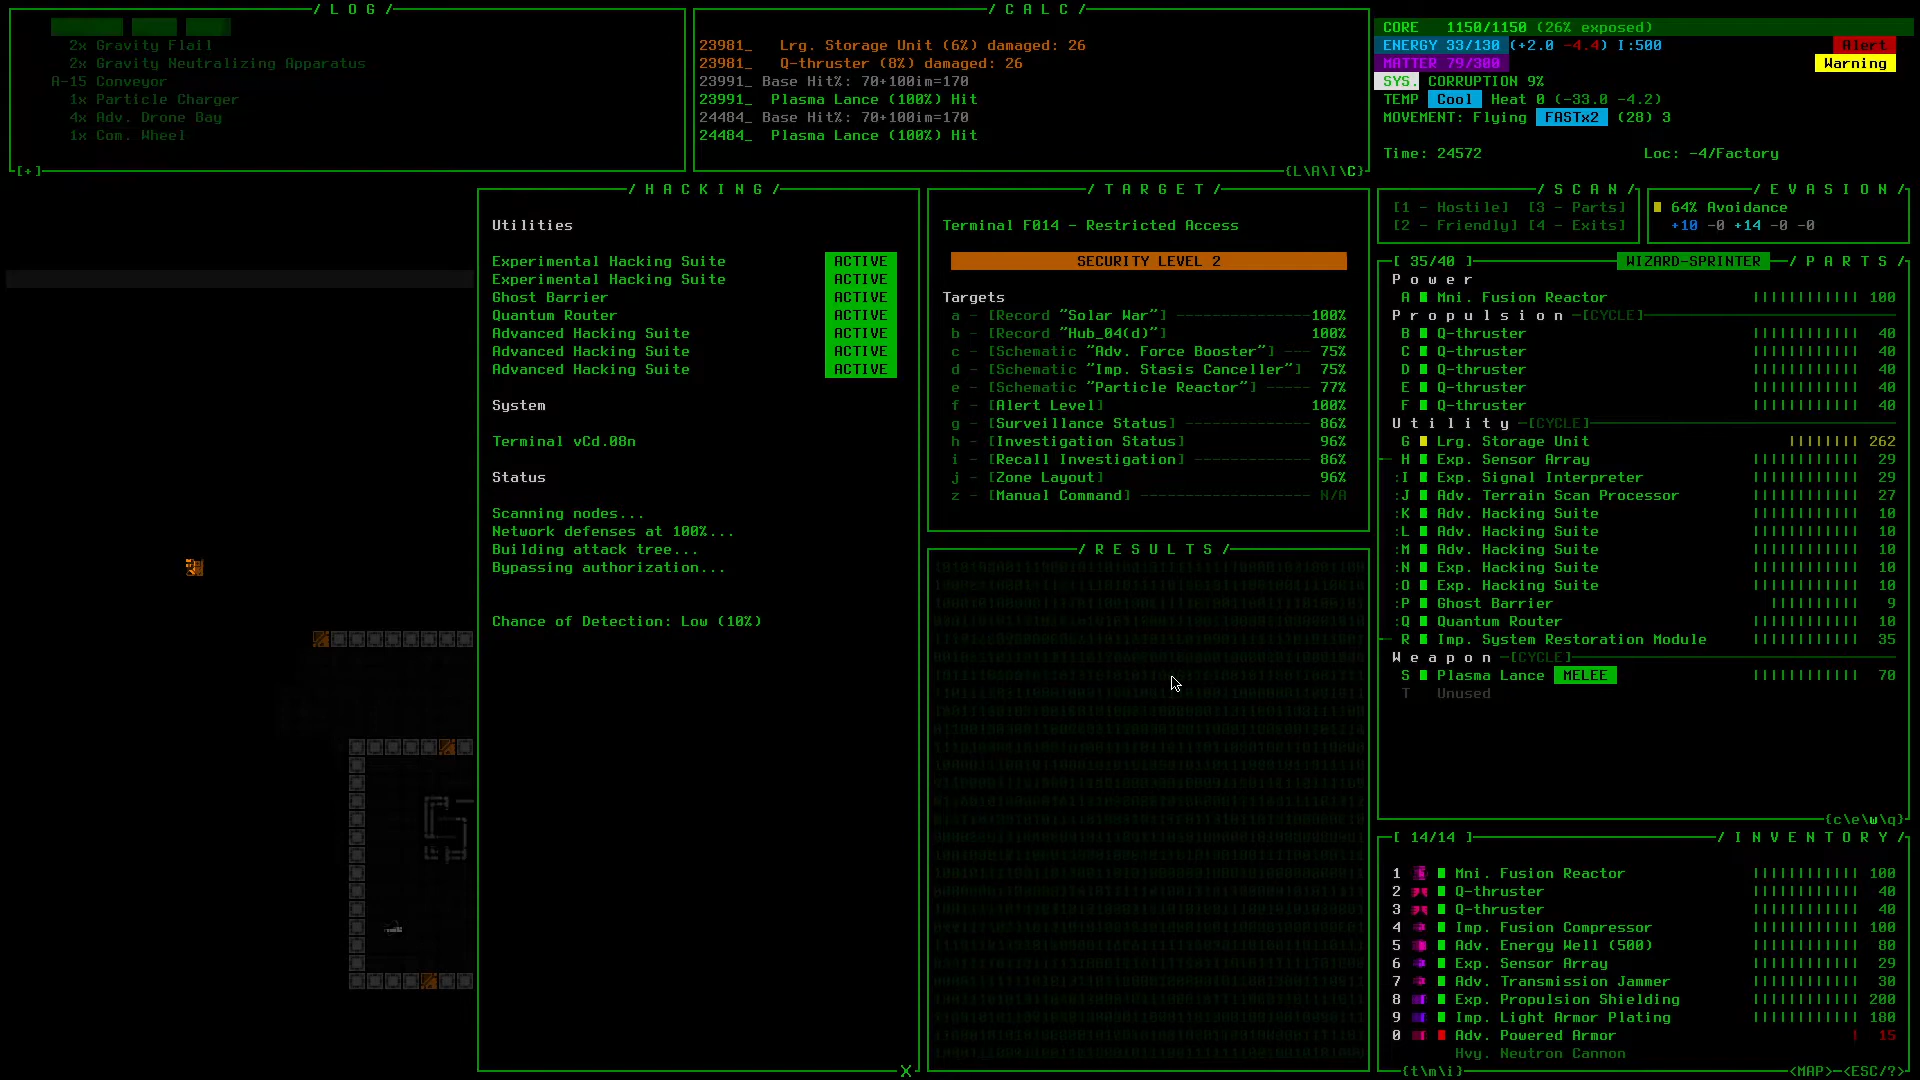 / L O G /
2x Gravity Flail
2x Gravity Neutralizing Apparatus
A-15 Conveyor
1x Particle Charger
4x Adv. Drone Bay
1x Com. Wheel
[+]
/ C A L C /
23981_ Lrg. Storage Unit (6%) damaged: 26
23981_ Q-thruster (8%) damaged: 26
23991_ Base Hit%: 70+100im=170
23991_ Plasma Lance (100%) Hit
24484_ Base Hit%: 70+100im=170
24484_ Plasma Lance (100%) Hit
(L\A\I\C)
CORE 1150/1150 (26% exposed)
ENERGY 33/130 (+2.0 -4.4) I:500
Alert
MATTER 79/300
Warning
SYS. CORRUPTION 9%
TEMP Cool Heat 0 (-33.0 -4.2)
MOVEMENT: Flying FASTx2 (28) 3
Time: 24572 Loc: -4/Factory
/ H A C K I N G /
Utilities
Experimental Hacking Suite ACTIVE
Experimental Hacking Suite ACTIVE
Ghost Barrier ACTIVE
Quantum Router ACTIVE
Advanced Hacking Suite ACTIVE
Advanced Hacking Suite ACTIVE
Advanced Hacking Suite ACTIVE
System
Terminal vCd.08n
Status
Scanning nodes...
Network defenses at 100%...
Building attack tree...
Bypassing authorization...
Chance of Detection: Low (10%)
X
/ T A R G E T /
Terminal F014 - Restricted Access
SECURITY LEVEL 2
Targets
a - [Record "Solar War"] 100%
b - [Record "Hub_04(d)"] 100%
c - [Schematic "Adv. Force Booster"] 75%
d - [Schematic "Imp. Stasis Canceller"] 75%
e - [Schematic "Particle Reactor"] 77%
f - [Alert Level] 100%
g - [Surveillance Status] 86%
h - [Investigation Status] 96%
i - [Recall Investigation] 86%
j - [Zone Layout] 96%
z - [Manual Command] N/A
/ R E S U L T S /
/ S C A N /
[1 - Hostile] [3 - Parts]
[2 - Friendly] [4 - Exits]
/ E V A S I O N /
64% Avoidance
+10 -0 +14 -0 -0
[ 35/40 ] WIZARD-SPRINTER / P A R T S /
P o w e r
A Mni. Fusion Reactor 100
P r o p u l s i o n [CYCLE]
B Q-thruster 40
C Q-thruster 40
D Q-thruster 40
E Q-thruster 40
F Q-thruster 40
U t i l i t y [CYCLE]
G Lrg. Storage Unit 262
H Exp. Sensor Array 29
:I Exp. Signal Interpreter 29
:J Adv. Terrain Scan Processor 27
:K Adv. Hacking Suite 10
:L Adv. Hacking Suite 10
:M Adv. Hacking Suite 10
:N Exp. Hacking Suite 10
:O Exp. Hacking Suite 10
:P Ghost Barrier 9
:Q Quantum Router 10
R Imp. System Restoration Module 35
W e a p o n [CYCLE]
S Plasma Lance MELEE 70
T Unused
(c\e\w\q)
[ 14/14 ] / I N V E N T O R Y /
1 Mni. Fusion Reactor 100
2 Q-thruster 40
3 Q-thruster 40
4 Imp. Fusion Compressor 100
5 Adv. Energy Well (500) 80
6 Exp. Sensor Array 29
7 Adv. Transmission Jammer 30
8 Exp. Propulsion Shielding 200
9 Imp. Light Armor Plating 180
0 Adv. Powered Armor 15
Hvy. Neutron Cannon
(t\m\i) <MAP> <ESC/?>